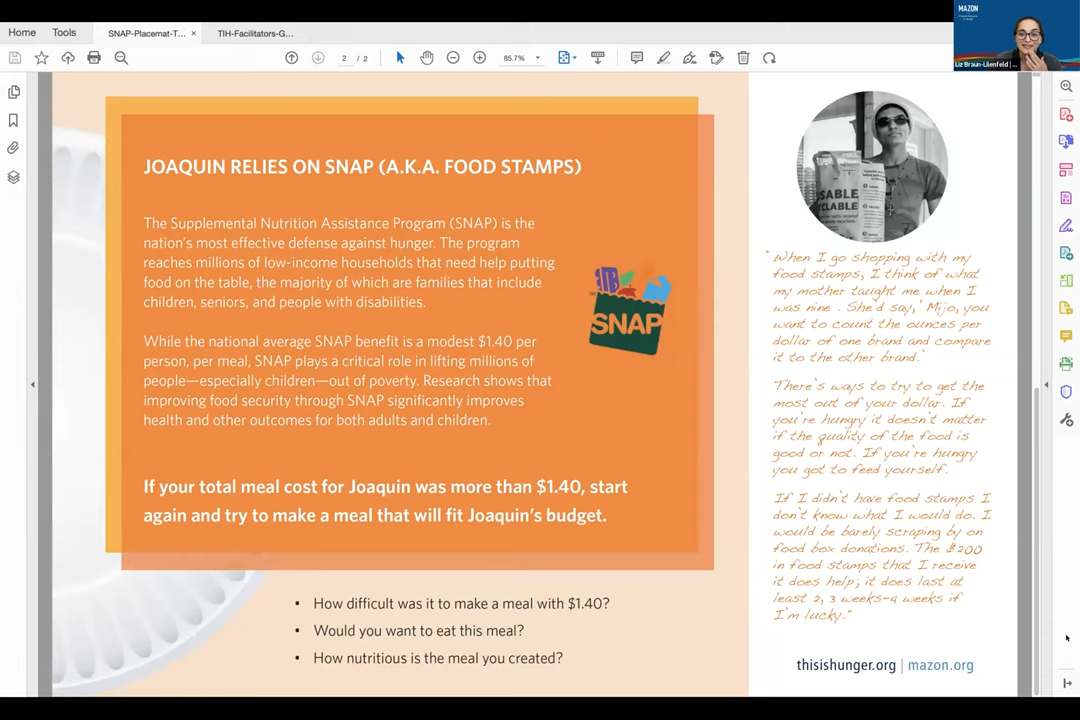 Home
Tools
SNAP-Placemat-T... ×
TIH-Facilitators-G...
2 / 2
85.7%
MAZON
Liz Braun-Lilenfeld | ...
JOAQUIN RELIES ON SNAP (A.K.A. FOOD STAMPS)
The Supplemental Nutrition Assistance Program (SNAP) is the
nation's most effective defense against hunger. The program
reaches millions of low-income households that need help putting
food on the table, the majority of which are families that include
children, seniors, and people with disabilities.
While the national average SNAP benefit is a modest $1.40 per
person, per meal, SNAP plays a critical role in lifting millions of
people—especially children—out of poverty. Research shows that
improving food security through SNAP significantly improves
health and other outcomes for both adults and children.
SNAP
If your total meal cost for Joaquin was more than $1.40, start
again and try to make a meal that will fit Joaquin's budget.
• How difficult was it to make a meal with $1.40?
• Would you want to eat this meal?
• How nutritious is the meal you created?
"When I go shopping with my
food stamps, I think of what
my mother taught me when I
was nine . She'd say,' Mijo, you
want to count the ounces per
dollar of one brand and compare
it to the other brand.'
There's ways to try to get the
most out of your dollar. If
you're hungry it doesn't matter
if the quality of the food is
good or not. If you're hungry
you got to feed yourself.
If I didn't have food stamps I
don't know what I would do. I
would be barely scraping by on
food box donations. The $200
in food stamps that I receive
it does help; it does last at
least 2, 3 weeks-4 weeks if
I'm lucky."
thisishunger.org | mazon.org